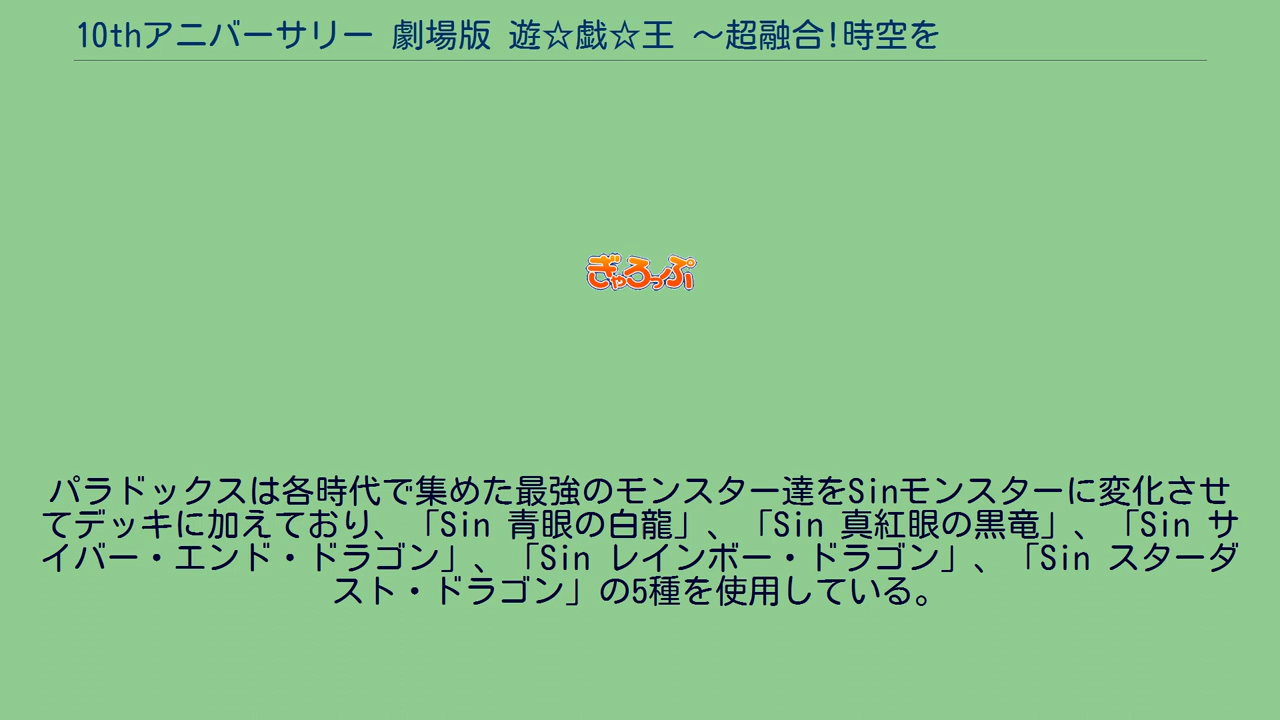 10thアニバーサリー 劇場版 遊☆戯☆王 ～超融合!時空を
ぎゃろっぷ
パラドックスは各時代で集めた最強のモンスター達をSinモンスターに変化させ
てデッキに加えており、「Sin 青眼の白龍」、「Sin 真紅眼の黒竜」、「Sin サ
イバー・エンド・ドラゴン」、「Sin レインボー・ドラゴン」、「Sin スターダ
スト・ドラゴン」の5種を使用している。